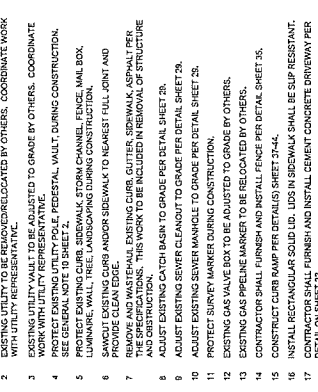 2 EXISTING UTILITY TO BE REMOVED/RELOCATED BY OTHERS. COORDINATE WORK
WITH UTILITY REPRESENTATIVE.
3 EXISTING UTILITY VALVE TO BE ADJUSTED TO GRADE BY OTHERS. COORDINATE
WORK WITH UTILITY REPRESENTATIVE.
4 PROTECT EXISTING UTILITY POLE, PEDESTAL, VAULT, DURING CONSTRUCTION.
SEE GENERAL NOTE 10 SHEET 2.
5 PROTECT EXISTING CURB, SIDEWALK, STORM CHANNEL, FENCE, MAIL BOX,
LUMINAIRE, WALL, TREE, LANDSCAPING DURING CONSTRUCTION.
6 SAWCUT EXISTING CURB AND/OR SIDEWALK TO NEAREST FULL JOINT AND
PROVIDE CLEAN EDGE.
7 REMOVE AND WASTEHAUL EXISTING CURB, GUTTER, SIDEWALK, ASPHALT PER
THE SPECIFICATIONS. THIS WORK TO BE INCLUDED IN REMOVAL OF STRUCTURE
AND OBSTRUCTION.
8 ADJUST EXISTING CATCH BASIN TO GRADE PER DETAIL SHEET 29.
9 ADJUST EXISTING SEWER CLEANOUT TO GRADE PER DETAIL SHEET 29.
10 ADJUST EXISTING SEWER MANHOLE TO GRADE PER DETAIL SHEET 29.
11 PROTECT SURVEY MARKER DURING CONSTRUCTION.
12 EXISTING GAS VALVE BOX TO BE ADJUSTED TO GRADE BY OTHERS.
13 EXISTING GAS PIPELINE MARKER TO BE RELOCATED BY OTHERS.
14 CONTRACTOR SHALL FURNISH AND INSTALL FENCE PER DETAIL SHEET 35.
15 CONSTRUCT CURB RAMP PER DETAIL(S) SHEET 37-44.
16 INSTALL RECTANGULAR SOLID LID. LIDS IN SIDEWALK SHALL BE SLIP RESISTANT.
17 CONTRACTOR SHALL FURNISH AND INSTALL CEMENT CONCRETE DRIVEWAY PER